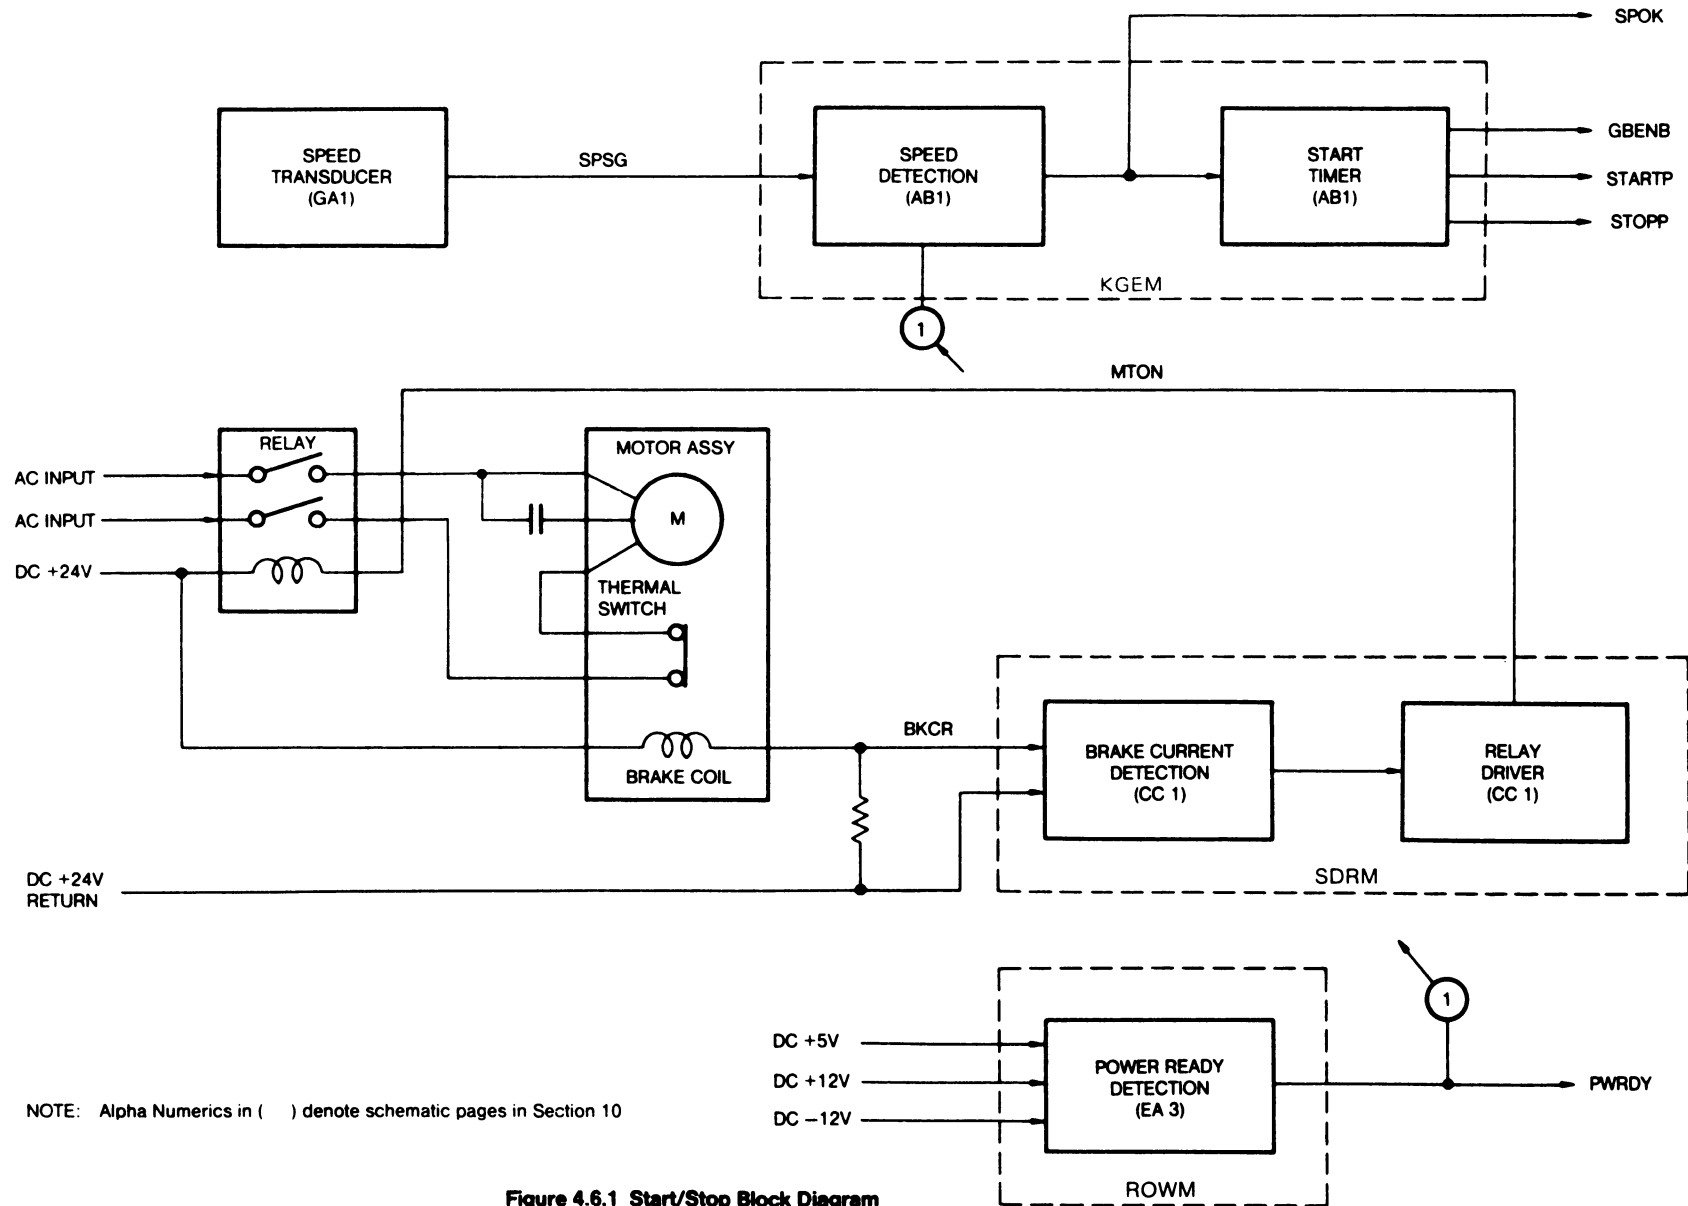 SPOK
SPEED
TRANSDUCER
(GA1)
SPSG
SPEED
DETECTION
(AB1)
START
TIMER
(AB1)
GBENB
STARTP
STOPP
KGEM
1
MTON
RELAY
AC INPUT
AC INPUT
DC +24V
MOTOR ASSY
M
THERMAL
SWITCH
BRAKE COIL
BKCR
BRAKE CURRENT
DETECTION
(CC 1)
RELAY
DRIVER
(CC 1)
SDRM
DC +24V
RETURN
1
DC +5V
DC +12V
DC −12V
POWER READY
DETECTION
(EA 3)
PWRDY
ROWM
NOTE: Alpha Numerics in ( ) denote schematic pages in Section 10
Figure 4.6.1 Start/Stop Block Diagram